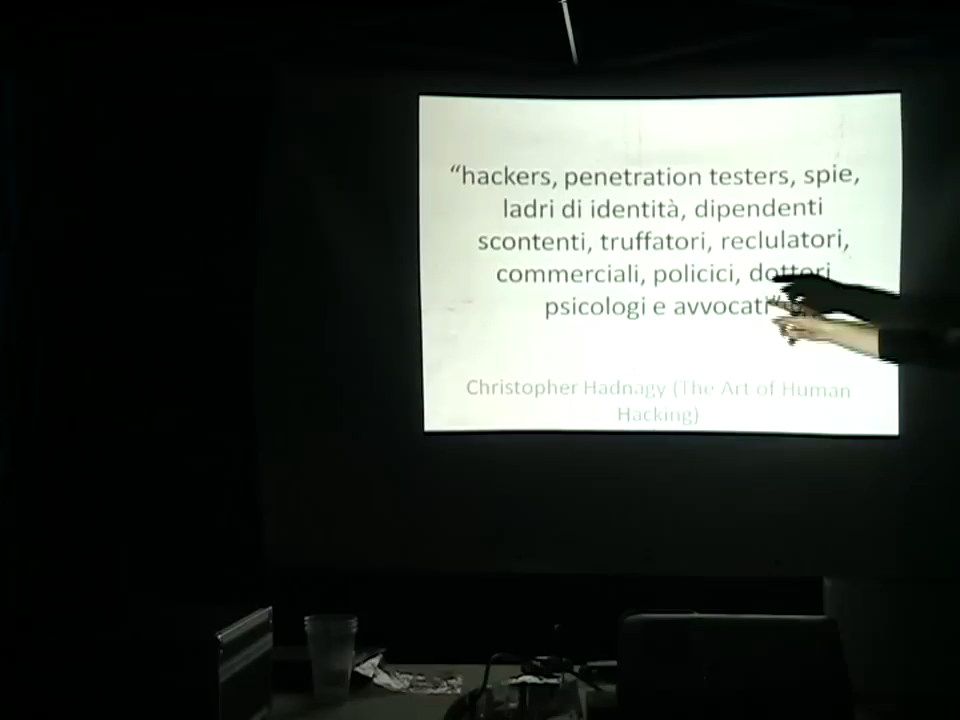 “hackers, penetration testers, spie,
ladri di identità, dipendenti
scontenti, truffatori, reclulatori,
commerciali, policici, dottori
psicologi e avvocati“
Christopher Hadnagy (The Art of Human
Hacking)